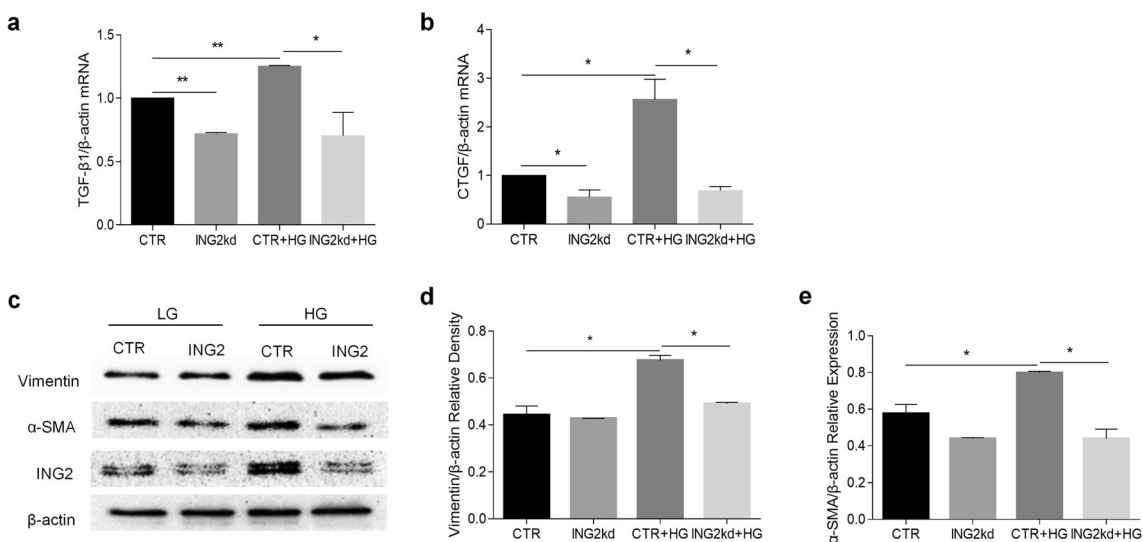 a
TGF-β1/β-actin mRNA
1.5
1.0
0.5
0.0
**
**
*
CTR ING2kd CTR+HG ING2kd+HG
b
CTGF/β-actin mRNA
4
3
2
1
0
*
*
*
CTR ING2kd CTR+HG ING2kd+HG
c
LG HG
CTR ING2 CTR ING2
Vimentin
α-SMA
ING2
β-actin
d
Vimentin/β-actin Relative Density
0.8
0.6
0.4
0.2
0.0
*
*
CTR ING2kd CTR+HG ING2kd+HG
e
α-SMA/β-actin Relative Expression
1.0
0.8
0.6
0.4
0.2
0.0
*
*
CTR ING2kd CTR+HG ING2kd+HG